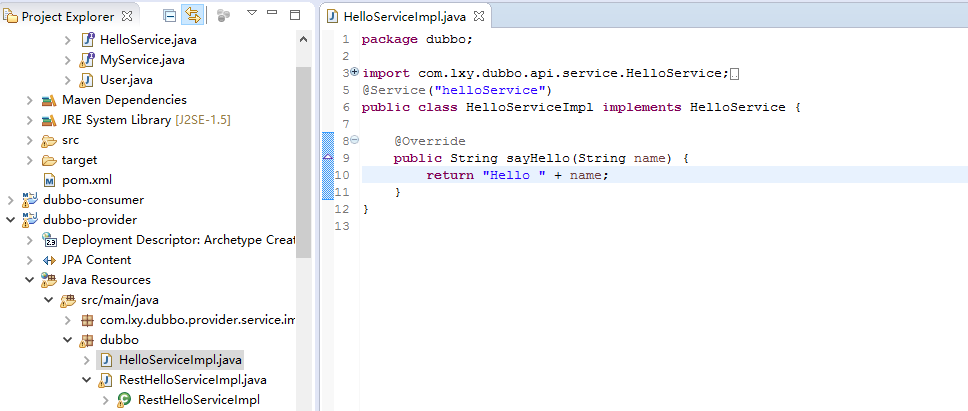 Project Explorer
HelloService.java
MyService.java
User.java
Maven Dependencies
JRE System Library [J2SE-1.5]
src
target
pom.xml
dubbo-consumer
dubbo-provider
Deployment Descriptor: Archetype Creat
JPA Content
Java Resources
src/main/java
com.lxy.dubbo.provider.service.im
dubbo
HelloServiceImpl.java
RestHelloServiceImpl.java
RestHelloServiceImpl
HelloServiceImpl.java
1 package dubbo;
2
3 import com.lxy.dubbo.api.service.HelloService;
5 @Service("helloService")
6 public class HelloServiceImpl implements HelloService {
7
8 @Override
9 public String sayHello(String name) {
10 return "Hello " + name;
11 }
12 }
13